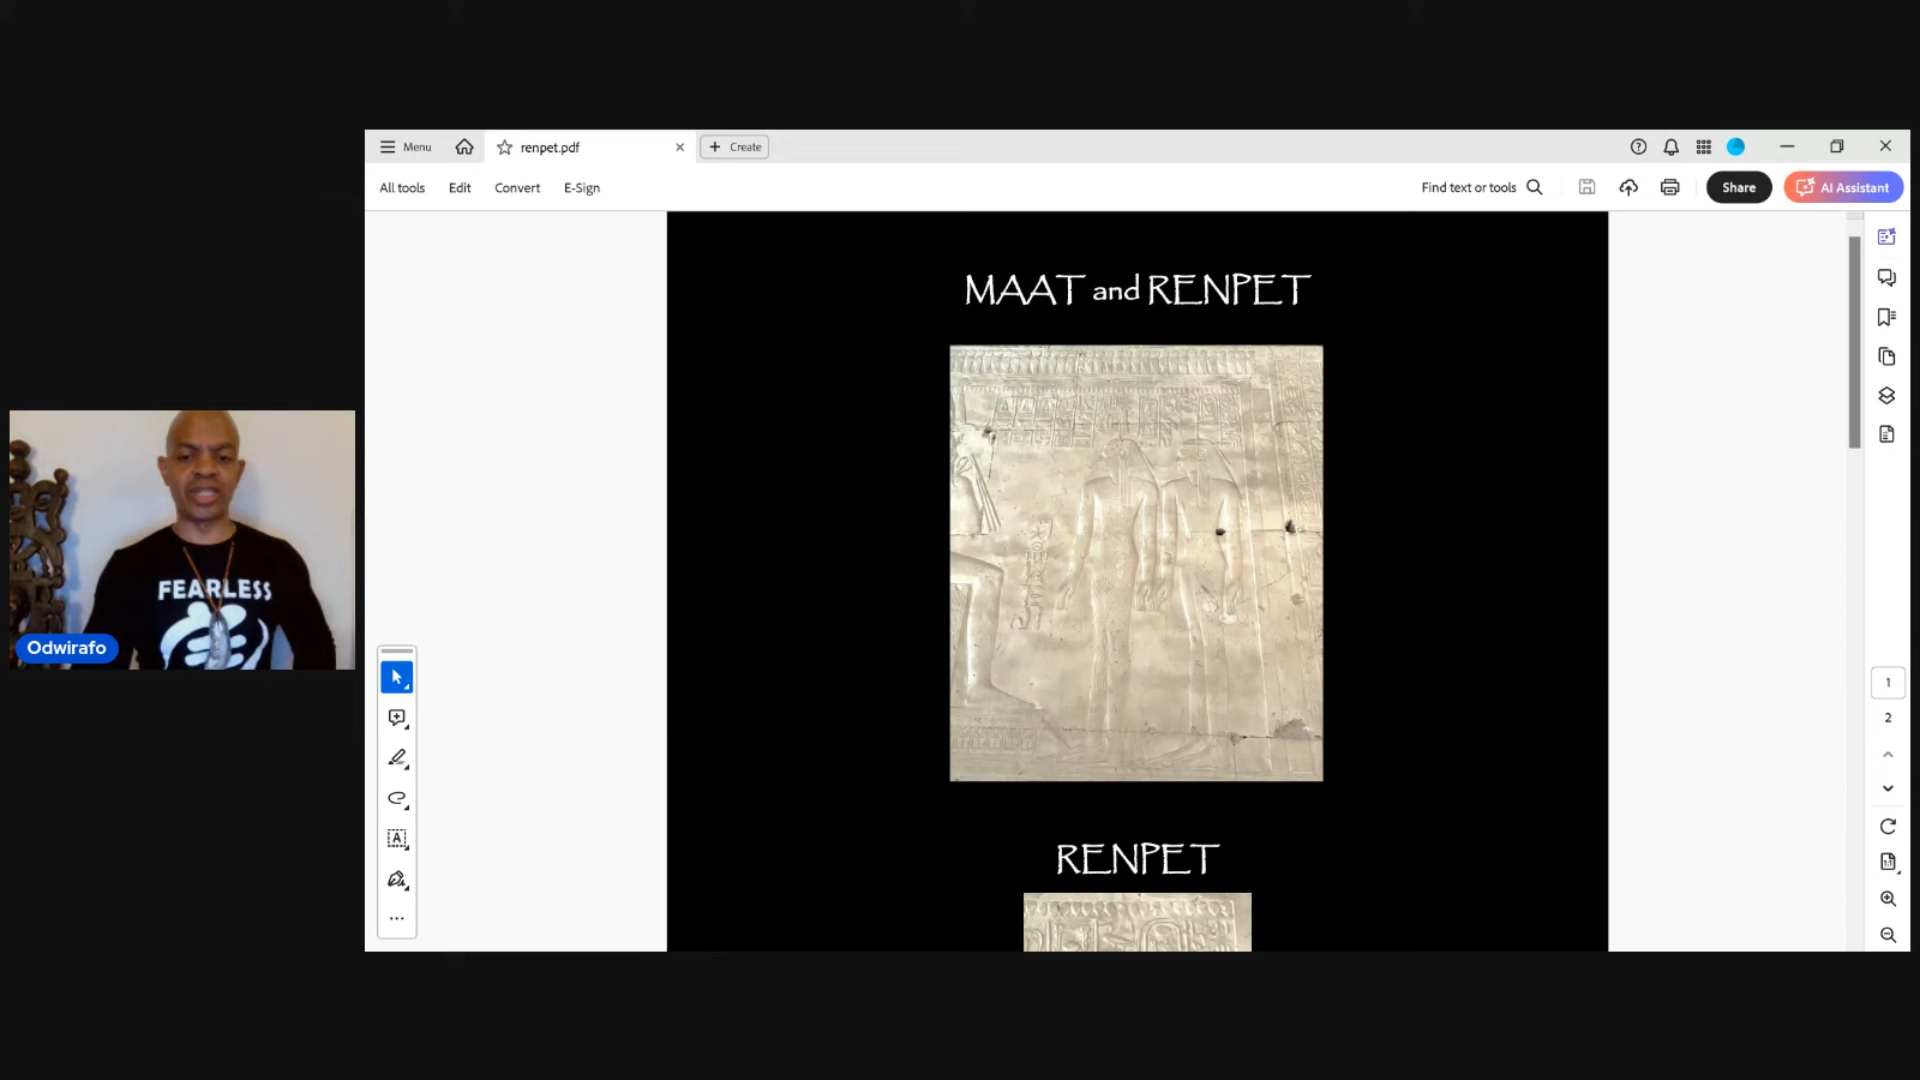 Menu
renpet.pdf
Create
All tools
Edit
Convert
E-Sign
Find text or tools
Share
AI Assistant
MAAT and RENPET
RENPET
FEARLESS
Odwirafo
1
2